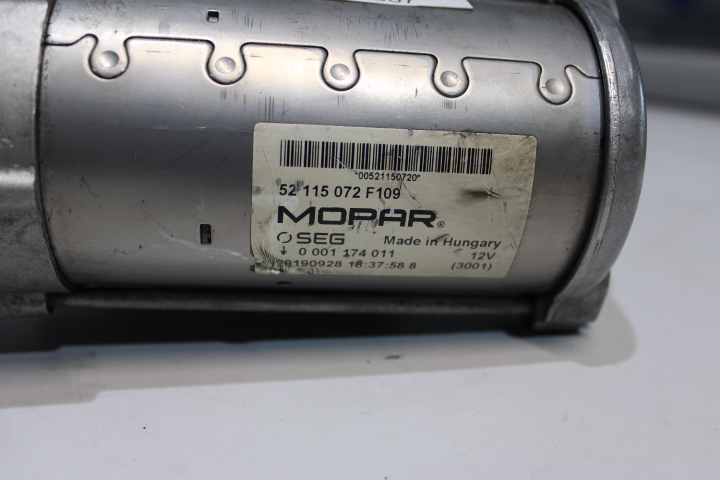 *00521150720*
52 115 072 F109
MOPAR®
SEG Made in Hungary
0 001 174 011 12V
20190928 16:37:58 8 (3001)